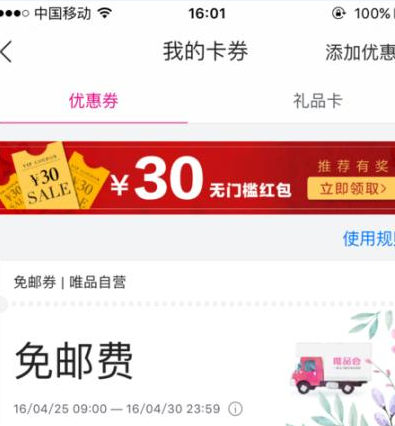 中国移动 16:01 100%
我的卡券 添加优惠
优惠券 礼品卡
VIP COUPON
¥30
SALE
¥30 无门槛红包
推荐有奖
立即领取>
使用规则
免邮券 | 唯品自营
免邮费
唯品会
16/04/25 09:00 — 16/04/30 23:59